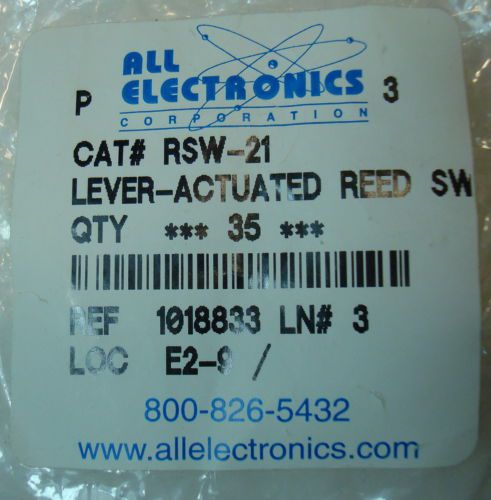 ALL
ELECTRONICS
CORPORATION
P 3
CAT# RSW-21
LEVER-ACTUATED REED SW
QTY *** 35 ***
REF 1018833 LN# 3
LOC E2-9 /
800-826-5432
www.allelectronics.com